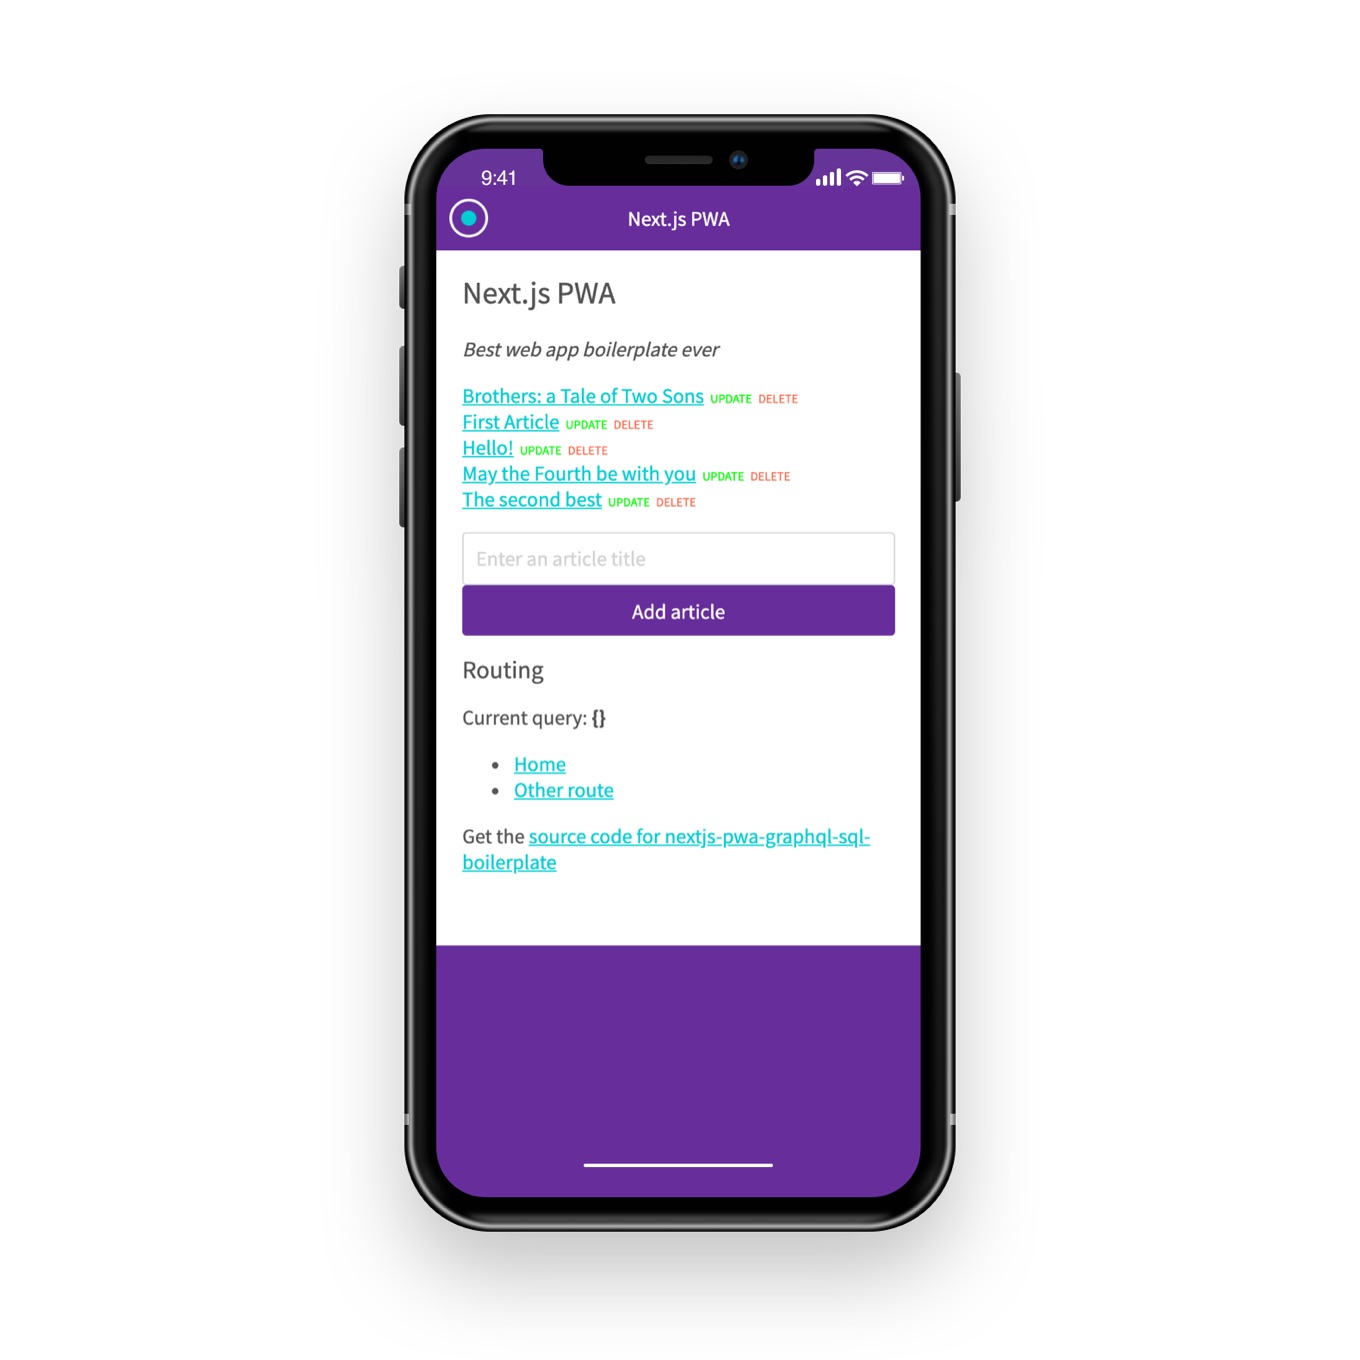 9:41
Next.js PWA
Next.js PWA
Best web app boilerplate ever
Brothers: a Tale of Two Sons UPDATE DELETE
First Article UPDATE DELETE
Hello! UPDATE DELETE
May the Fourth be with you UPDATE DELETE
The second best UPDATE DELETE
Enter an article title
Add article
Routing
Current query: {}
Home
Other route
Get the source code for nextjs-pwa-graphql-sql-
boilerplate